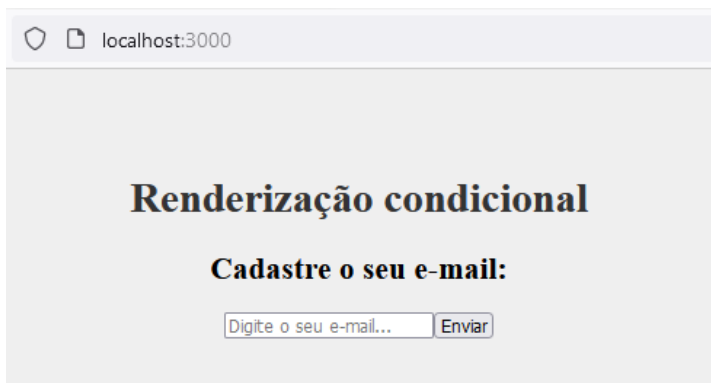 localhost:3000
Renderização condicional
Cadastre o seu e-mail:
Digite o seu e-mail... Enviar